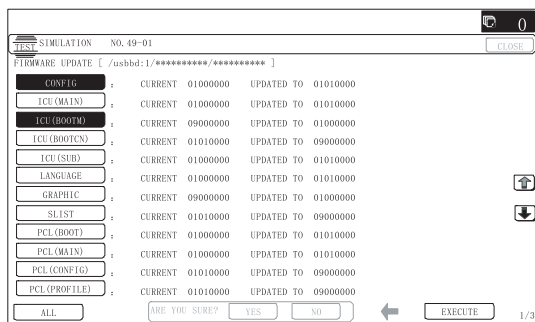 0
TEST SIMULATION NO. 49-01 CLOSE
FIRMWARE UPDATE [ /usbbd:1/**********/********** ]
CONFIG : CURRENT 01000000 UPDATED TO 01010000
ICU(MAIN) : CURRENT 01000000 UPDATED TO 01010000
ICU(BOOTM) : CURRENT 09000000 UPDATED TO 01000000
ICU(BOOTCN) : CURRENT 01010000 UPDATED TO 09000000
ICU(SUB) : CURRENT 01000000 UPDATED TO 01010000
LANGUAGE : CURRENT 01000000 UPDATED TO 01010000
GRAPHIC : CURRENT 09000000 UPDATED TO 01000000
SLIST : CURRENT 01010000 UPDATED TO 09000000
PCL(BOOT) : CURRENT 01000000 UPDATED TO 01010000
PCL(MAIN) : CURRENT 01000000 UPDATED TO 01010000
PCL(CONFIG) : CURRENT 01010000 UPDATED TO 09000000
PCL(PROFILE) : CURRENT 01010000 UPDATED TO 09000000
ALL ARE YOU SURE? YES NO EXECUTE 1/3